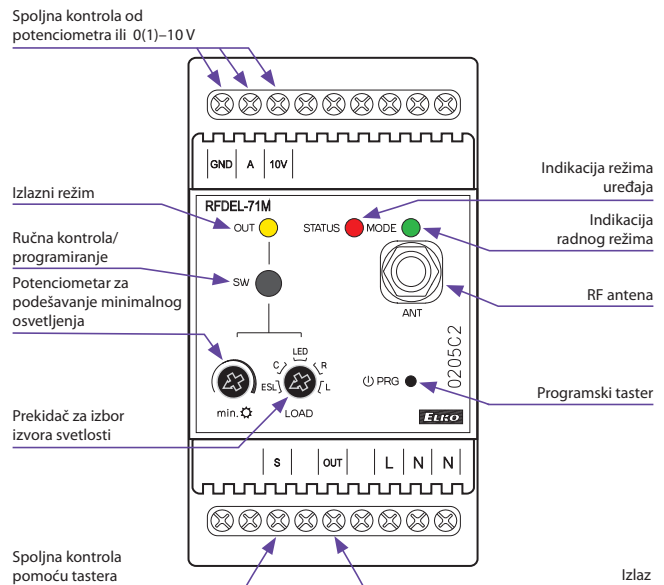 Spoljna kontrola od
potenciometra ili 0(1)–10 V
GND A 10V
RFDEL-71M
OUT STATUS MODE
SW
ANT
LED
C R
ESL L
min. LOAD
PRG
0205C2
ELKO
S OUT L N N
Izlazni režim
Ručna kontrola/
programiranje
Potenciometar za
podešavanje minimalnog
osvetljenja
Prekidač za izbor
izvora svetlosti
Spoljna kontrola
pomoću tastera
Indikacija režima
uređaja
Indikacija
radnog režima
RF antena
Programski taster
Izlaz